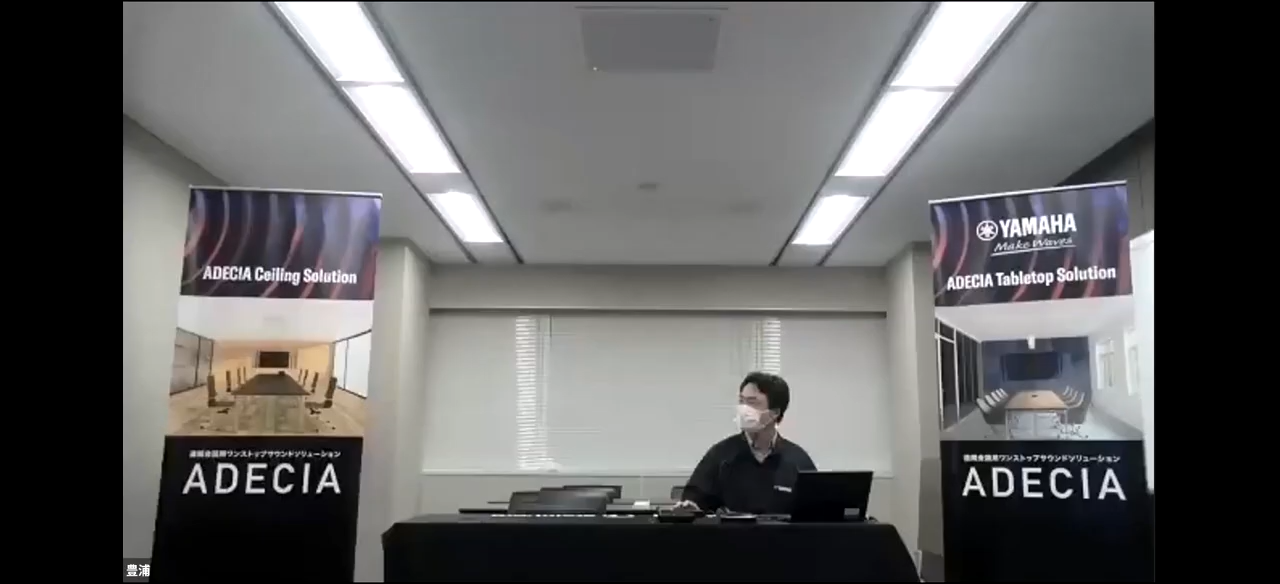 ADECIA Ceiling Solution
遠隔会議用ワンストップサウンドソリューション
ADECIA
YAMAHA
Make Waves
ADECIA Tabletop Solution
遠隔会議用ワンストップサウンドソリューション
ADECIA
豊浦